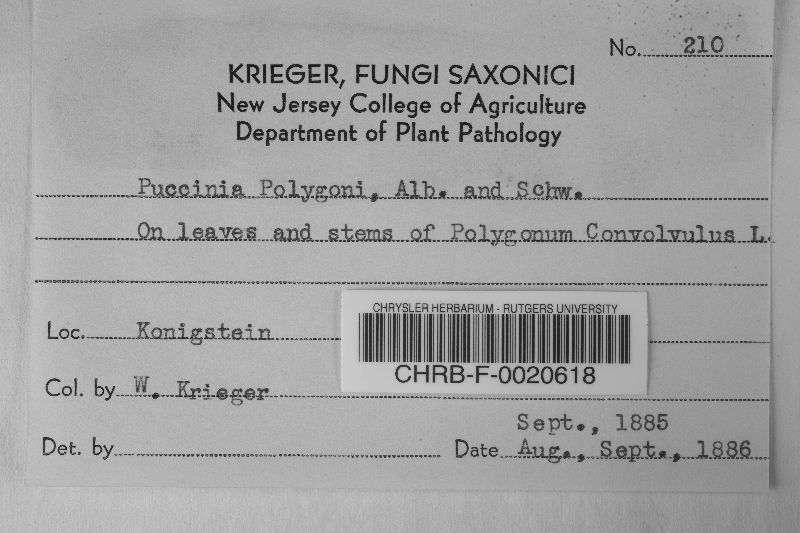 No. 210
KRIEGER, FUNGI SAXONICI
New Jersey College of Agriculture
Department of Plant Pathology
Puccinia Polygoni, Alb. and Schw.
On leaves and stems of Polygonum Convolvulus L.
CHRYSLER HERBARIUM - RUTGERS UNIVERSITY
CHRB-F-0020618
Loc. Konigstein
Col. by W. Krieger
Sept., 1885
Det. by
Date Aug., Sept., 1886